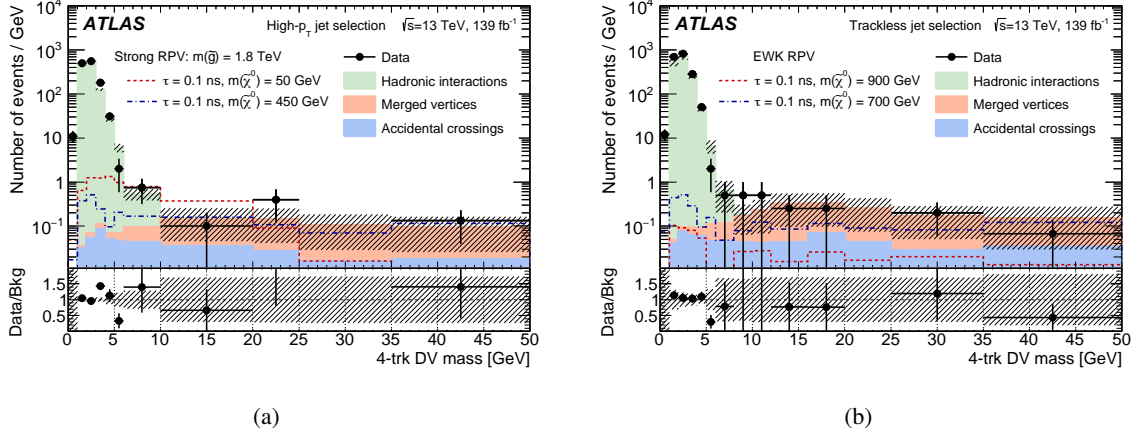 ATLAS
High-pT jet selection √s=13 TeV, 139 fb⁻¹
Strong RPV: m(g̃) = 1.8 TeV
τ = 0.1 ns, m(χ̃⁰) = 50 GeV
τ = 0.1 ns, m(χ̃⁰) = 450 GeV
Data
Hadronic interactions
Merged vertices
Accidental crossings
Number of events / GeV
10⁴
10³
10²
10
1
10⁻¹
Data/Bkg
1.5
1
0.5
0 5 10 15 20 25 30 35 40 45 50
4-trk DV mass [GeV]
(a)
ATLAS
Trackless jet selection √s=13 TeV, 139 fb⁻¹
EWK RPV
τ = 0.1 ns, m(χ̃⁰) = 900 GeV
τ = 0.1 ns, m(χ̃⁰) = 700 GeV
Data
Hadronic interactions
Merged vertices
Accidental crossings
Number of events / GeV
10⁴
10³
10²
10
1
10⁻¹
Data/Bkg
1.5
1
0.5
0 5 10 15 20 25 30 35 40 45 50
4-trk DV mass [GeV]
(b)